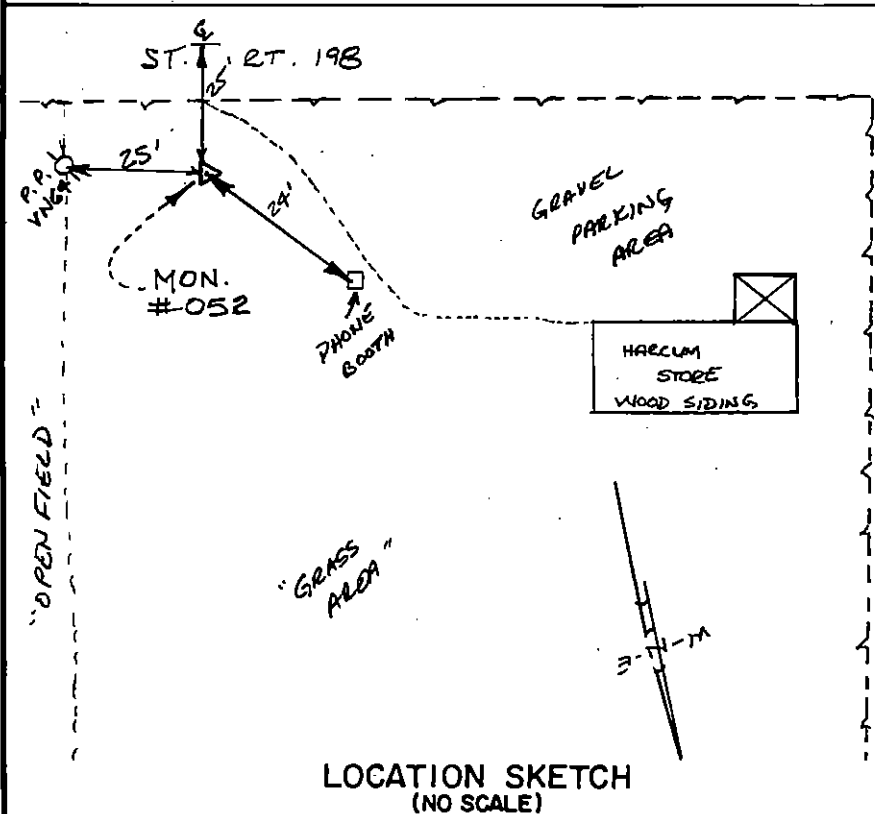 ℄
ST. RT. 198
25'
25'
P.P.
24'
GRAVEL
PARKING
AREA
MON.
#052
PHONE
BOOTH
HARCUM
STORE
WOOD SIDING
"OPEN FIELD"
"GRASS
AREA"
E N W
LOCATION SKETCH
(NO SCALE)